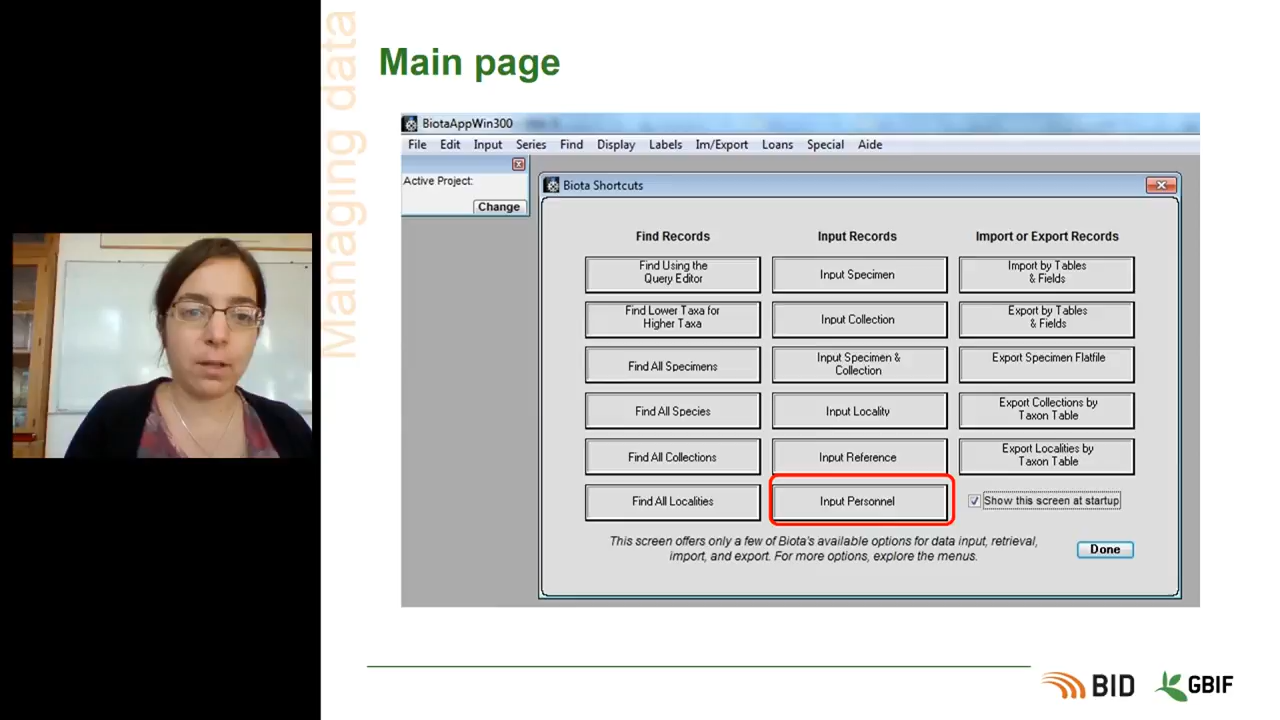 Managing data
Main page
BiotaAppWin300
File Edit Input Series Find Display Labels Im/Export Loans Special Aide
Active Project:
Change
Biota Shortcuts
Find Records
Find Using the
Query Editor
Find Lower Taxa for
Higher Taxa
Find All Specimens
Find All Species
Find All Collections
Find All Localities
Input Records
Input Specimen
Input Collection
Input Specimen &
Collection
Input Locality
Input Reference
Input Personnel
Import or Export Records
Import by Tables
& Fields
Export by Tables
& Fields
Export Specimen Flatfile
Export Collections by
Taxon Table
Export Localities by
Taxon Table
Show this screen at startup
This screen offers only a few of Biota's available options for data input, retrieval,
import, and export. For more options, explore the menus.
Done
BID
GBIF